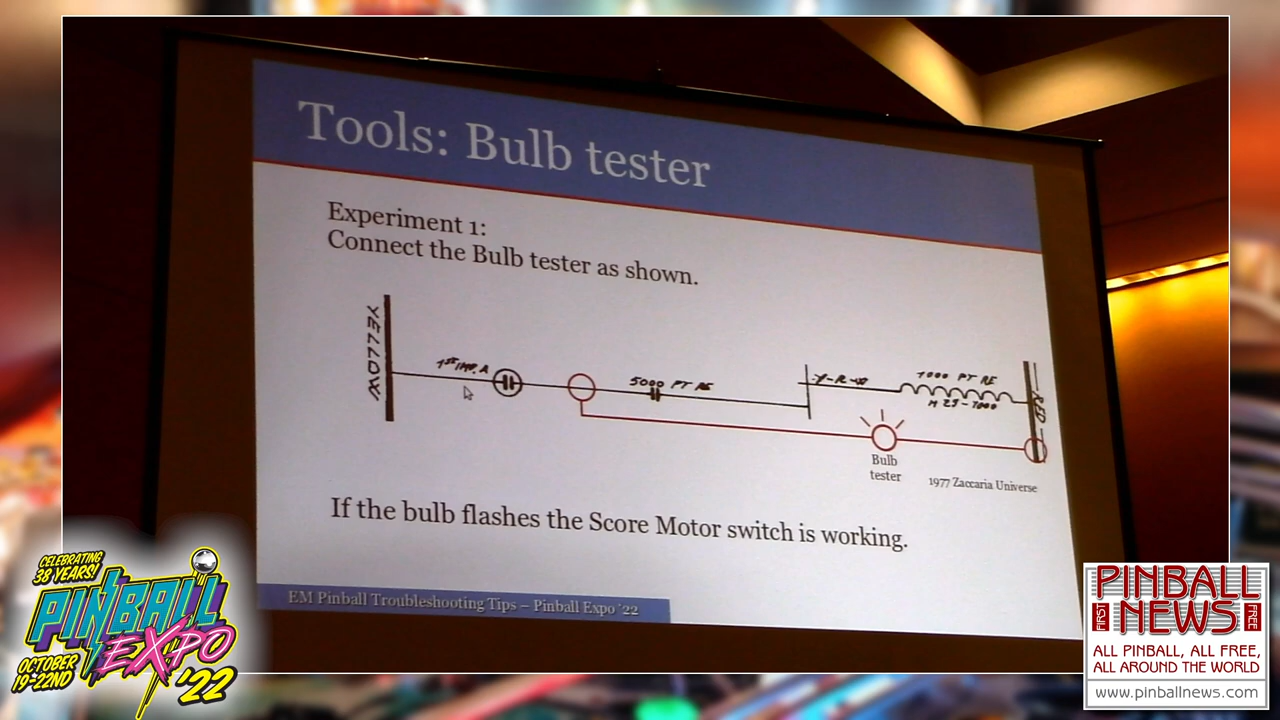 Tools: Bulb tester
Experiment 1:
Connect the Bulb tester as shown.
YELLOW
1ST IMP. A
5000 PT RE
Y-R-W
1000 PT RE
M 25-7000
RED
Bulb
tester
1977 Zaccaria Universe
If the bulb flashes the Score Motor switch is working.
EM Pinball Troubleshooting Tips – Pinball Expo '22
CELEBRATING
38 YEARS!
PINBALL
EXPO
OCTOBER
19-22ND
'22
PINBALL
FIRST NEWS FREE
ALL PINBALL, ALL FREE,
ALL AROUND THE WORLD
www.pinballnews.com